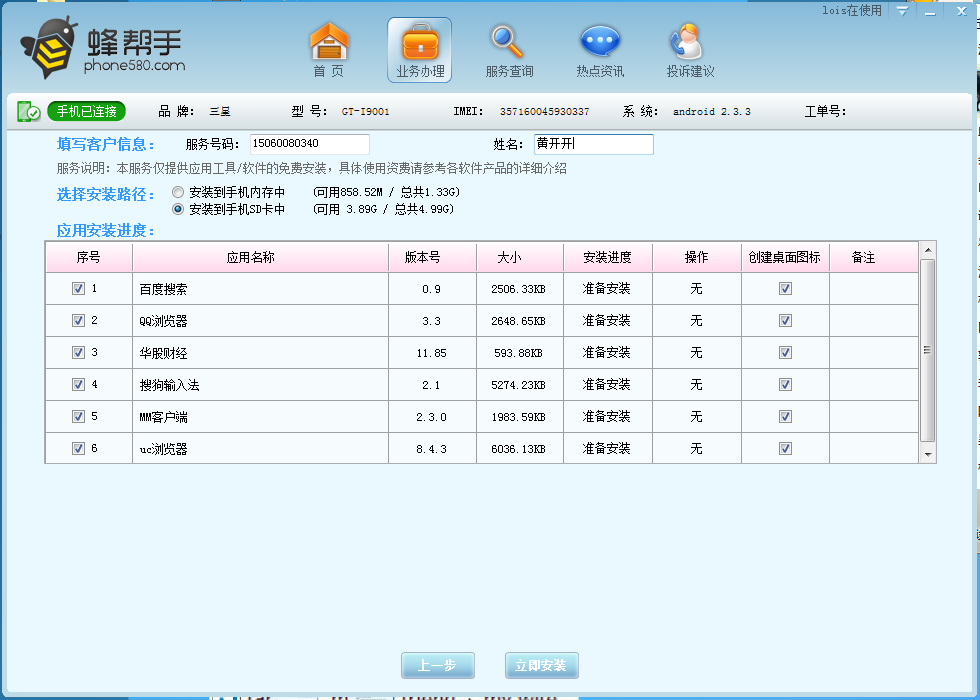 lois在使用
蜂帮手
phone580.com
首 页 业务办理 服务查询 热点资讯 投诉建议
手机已连接 品 牌: 三星 型 号: GT-I9001 IMEI: 357160045930337 系 统: android 2.3.3 工单号:
填写客户信息: 服务号码: 15060080340 姓名: 黄开开
服务说明: 本服务仅提供应用工具/软件的免费安装，具体使用资费请参考各软件产品的详细介绍
选择安装路径: 安装到手机内存中 (可用858.52M / 总共1.33G)
安装到手机SD卡中 (可用 3.89G / 总共4.99G)
应用安装进度:
序号 应用名称 版本号 大小 安装进度 操作 创建桌面图标 备注
1 百度搜索 0.9 2506.33KB 准备安装 无
2 QQ浏览器 3.3 2648.65KB 准备安装 无
3 华股财经 11.85 593.88KB 准备安装 无
4 搜狗输入法 2.1 5274.23KB 准备安装 无
5 MM客户端 2.3.0 1983.59KB 准备安装 无
6 uc浏览器 8.4.3 6036.13KB 准备安装 无
上一步 立即安装